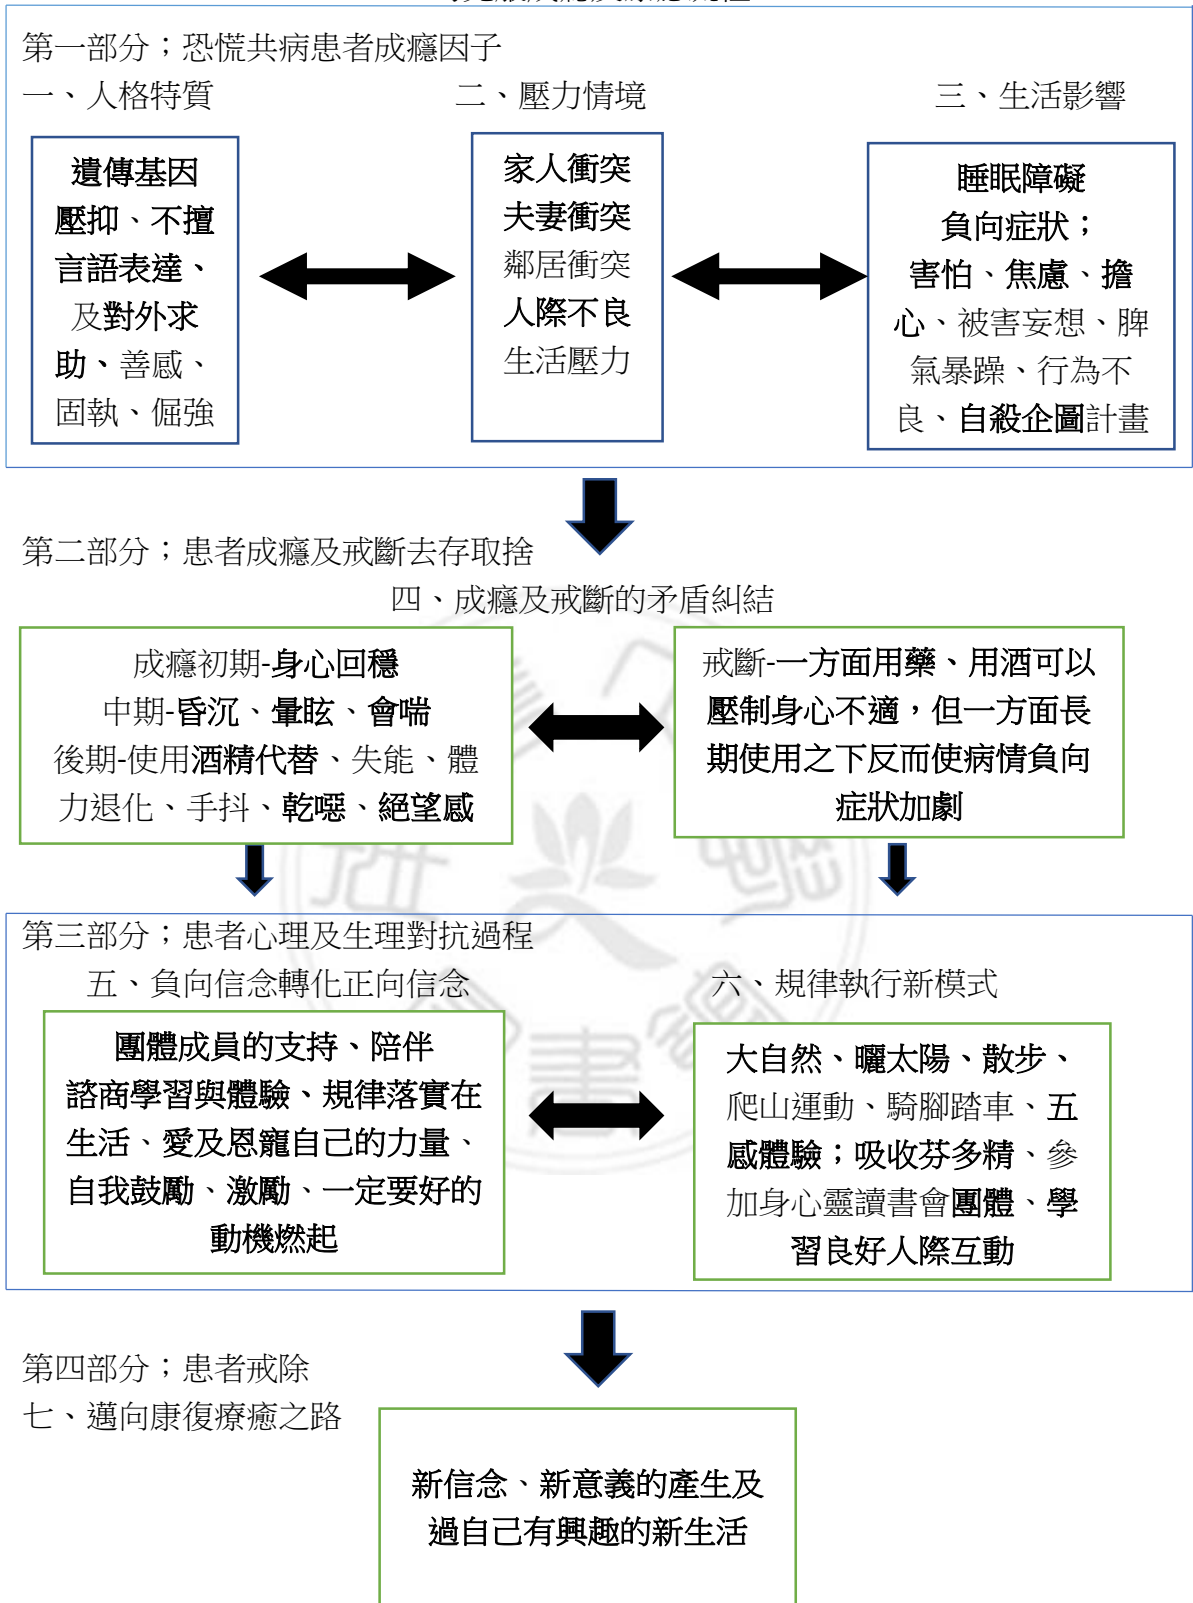 第一部分；恐慌共病患者成癮因子
一、人格特質
二、壓力情境
三、生活影響
遺傳基因
壓抑、不擅
言語表達、
及對外求
助、善感、
固執、倔強
家人衝突
夫妻衝突
鄰居衝突
人際不良
生活壓力
睡眠障礙
負向症狀；
害怕、焦慮、擔
心、被害妄想、脾
氣暴躁、行為不
良、自殺企圖計畫
第二部分；患者成癮及戒斷去存取捨
四、成癮及戒斷的矛盾糾結
成癮初期-身心回穩
中期-昏沉、暈眩、會喘
後期-使用酒精代替、失能、體
力退化、手抖、乾噁、絕望感
戒斷-一方面用藥、用酒可以
壓制身心不適，但一方面長
期使用之下反而使病情負向
症狀加劇
第三部分；患者心理及生理對抗過程
五、負向信念轉化正向信念
六、規律執行新模式
團體成員的支持、陪伴
諮商學習與體驗、規律落實在
生活、愛及恩寵自己的力量、
自我鼓勵、激勵、一定要好的
動機燃起
大自然、曬太陽、散步、
爬山運動、騎腳踏車、五
感體驗；吸收芬多精、參
加身心靈讀書會團體、學
習良好人際互動
第四部分；患者戒除
七、邁向康復療癒之路
新信念、新意義的產生及
過自己有興趣的新生活